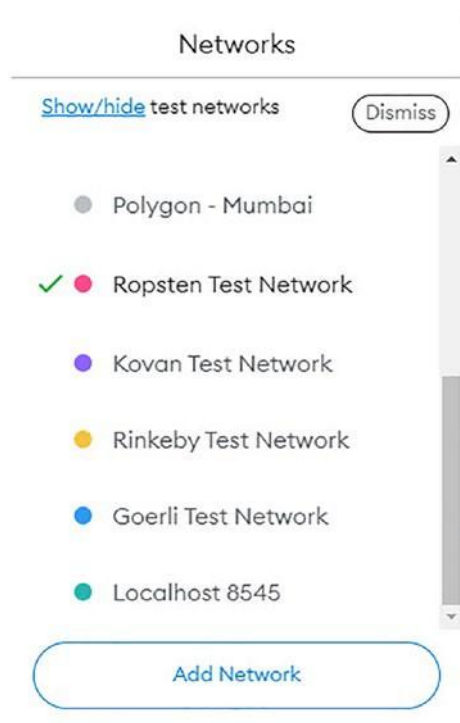 Networks
Show/hide test networks
Dismiss
Polygon - Mumbai
Ropsten Test Network
Kovan Test Network
Rinkeby Test Network
Goerli Test Network
Localhost 8545
Add Network